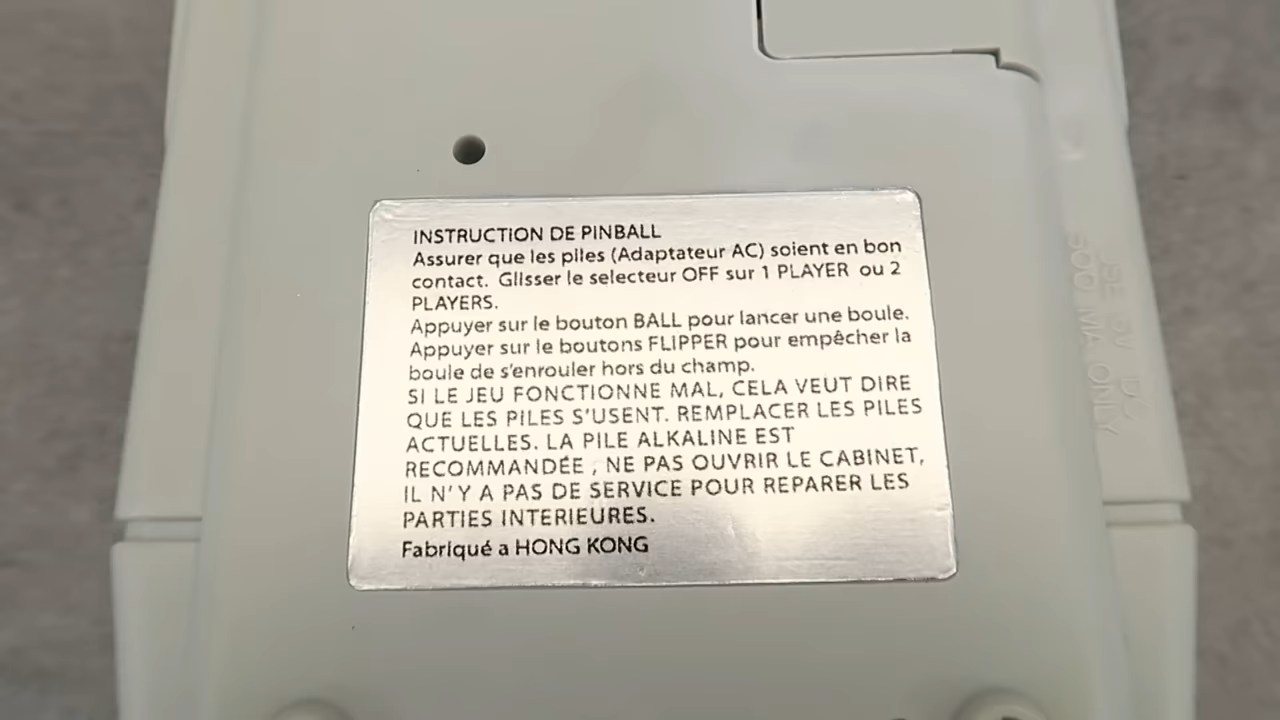 INSTRUCTION DE PINBALL
Assurer que les piles (Adaptateur AC) soient en bon
contact. Glisser le selecteur OFF sur 1 PLAYER ou 2
PLAYERS.
Appuyer sur le bouton BALL pour lancer une boule.
Appuyer sur le boutons FLIPPER pour empêcher la
boule de s'enrouler hors du champ.
SI LE JEU FONCTIONNE MAL, CELA VEUT DIRE
QUE LES PILES S'USENT. REMPLACER LES PILES
ACTUELLES. LA PILE ALKALINE EST
RECOMMANDÉE , NE PAS OUVRIR LE CABINET,
IL N'Y A PAS DE SERVICE POUR REPARER LES
PARTIES INTERIEURES.
Fabriqué a HONG KONG
300 MA ONLY